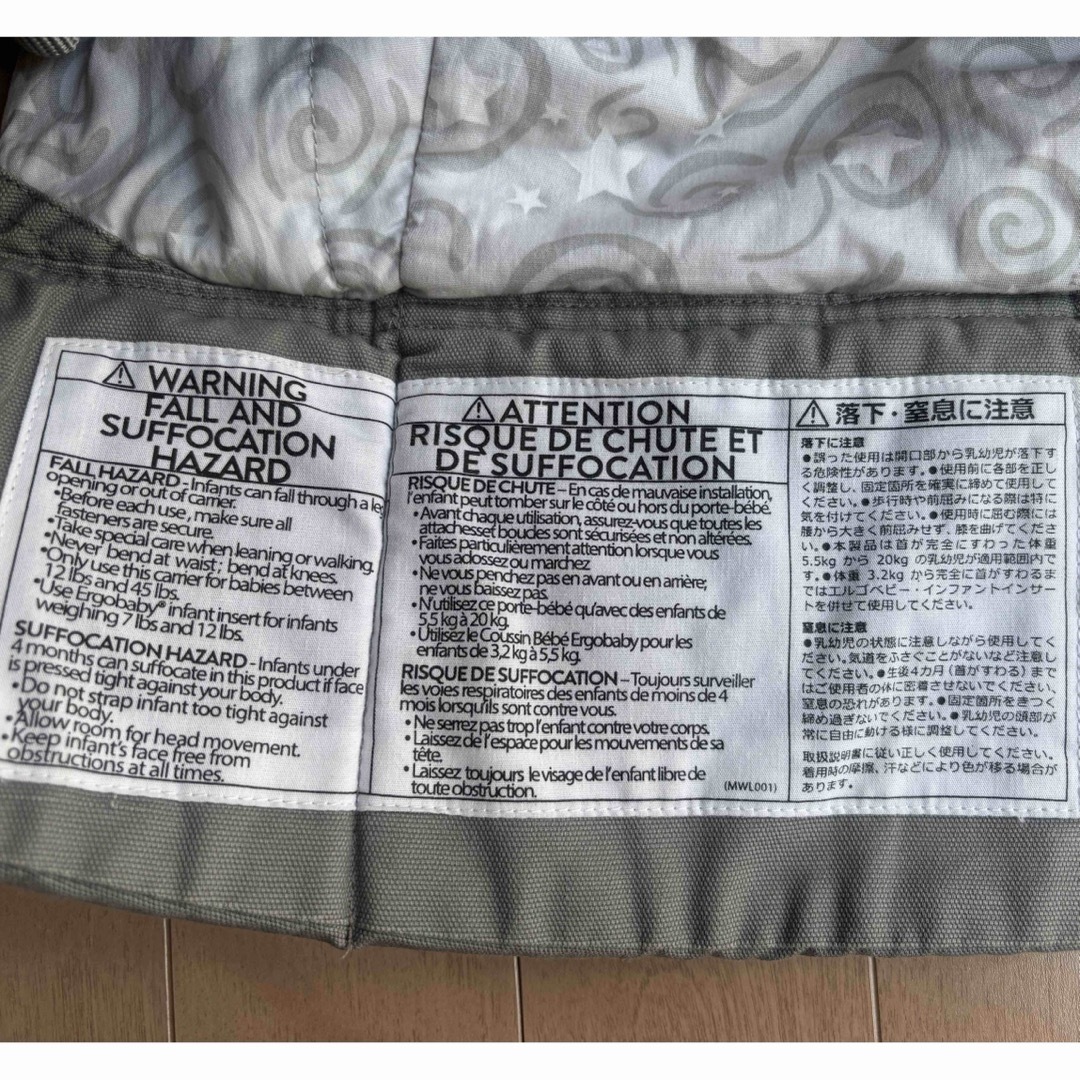 ⚠ WARNING
FALL AND
SUFFOCATION
HAZARD
FALL HAZARD - Infants can fall through a leg
opening or out of carrier.
•Before each use, make sure all
fasteners are secure.
•Take special care when leaning or walking.
•Never bend at waist; bend at knees.
•Only use this carrier for babies between
12 lbs and 45 lbs.
•Use Ergobaby® infant insert for infants
weighing 7 lbs and 12 lbs.
SUFFOCATION HAZARD - Infants under
4 months can suffocate in this product if face
is pressed tight against your body.
•Do not strap infant too tight against
your body.
•Allow room for head movement.
•Keep infant's face free from
obstructions at all times.
⚠ATTENTION
RISQUE DE CHUTE ET
DE SUFFOCATION
RISQUE DE CHUTE – En cas de mauvaise installation,
l'enfant peut tomber sur le côté ou hors du porte-bébé.
•Avant chaque utilisation, assurez-vous que toutes les
attachesset boucles sont sécurisées et non altérées.
•Faites particulièrement attention lorsque vous
vous adossez ou marchez
•Ne vous penchez pas en avant ou en arrière;
ne vous baissez pas.
•N'utilisez ce porte-bébé qu'avec des enfants de
5.5 kg à 20 kg.
•Utilisez le Coussin Bébé Ergobaby pour les
enfants de 3,2 kg à 5,5 kg.
RISQUE DE SUFFOCATION – Toujours surveiller
les voies respiratoires des enfants de moins de 4
mois lorsqu'ils sont contre vous.
• Ne serrez pas trop l'enfant contre votre corps.
•Laissez de l'espace pour les mouvements de sa
tête.
• Laissez toujours le visage de l'enfant libre de
toute obstruction.
(MWL001)
⚠落下・窒息に注意
落下に注意
●誤った使用は開口部から乳幼児が落下す
る危険性があります。●使用前に各部を正し
く調整し、固定箇所を確実に締めて使用して
ください。●歩行時や前屈みになる際は特に
気を付けてください。●使用時に屈む際には
腰から大きく前屈みせず、膝を曲げてくださ
い。●本製品は首が完全にすわった体重
5.5kg から 20kg の乳幼児が適用範囲内で
す。●体重 3.2kg から完全に首がすわるまで
はエルゴベビー・インファントインサー
トを併せて使用してください。
窒息に注意
●乳幼児の状態に注意しながら使用してく
ださい。気道をふさぐことがないなど注意し
てください。●生後4カ月(首がすわる)まで
はご使用者の体に密着させないでください、
窒息の恐れがあります。●固定箇所をきつく
締め過ぎないでください。●乳幼児の頭部が
常に自由に動ける様に調整してください。
取扱説明書に従い正しく使用してください。
着用時の摩擦、汗などにより色が移る場合が
あります。